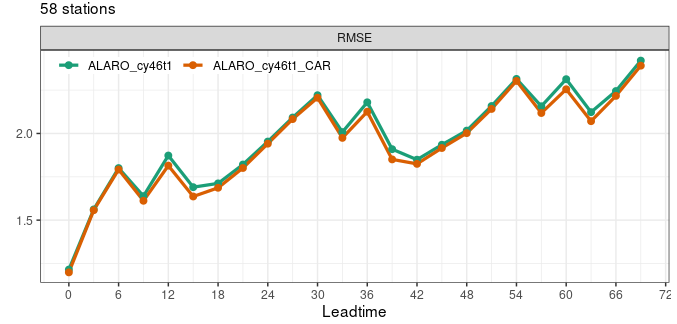 58 stations
RMSE
ALARO_cy46t1 ALARO_cy46t1_CAR
2.0
1.5
0 6 12 18 24 30 36 42 48 54 60 66 72
Leadtime